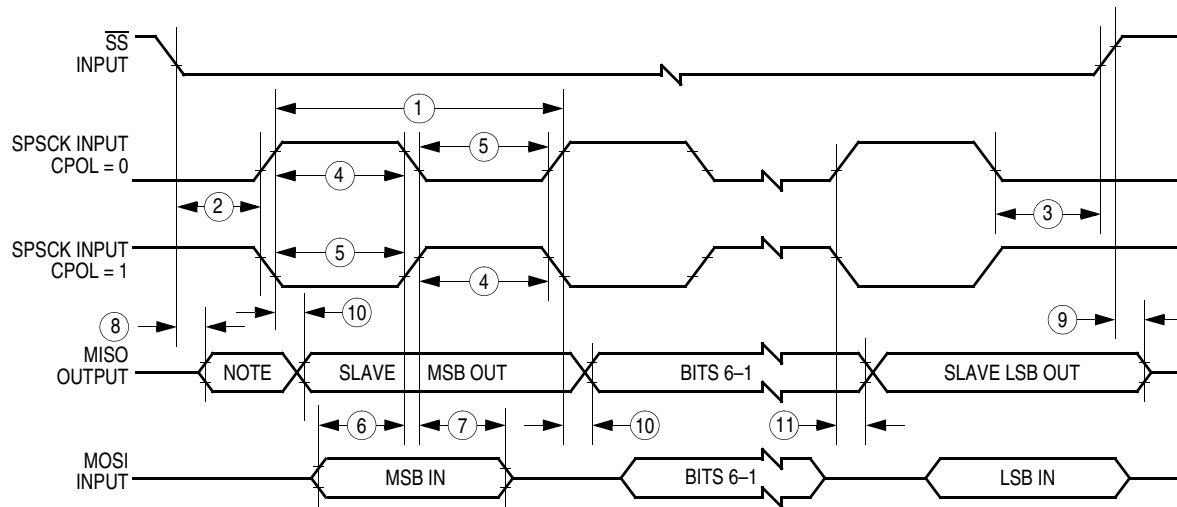 SS
INPUT
1
SPSCK INPUT
CPOL = 0
5
4
2
3
SPSCK INPUT
CPOL = 1
5
4
8
10
9
MISO
OUTPUT
NOTE
SLAVE MSB OUT
BITS 6–1
SLAVE LSB OUT
6
7
10
11
MOSI
INPUT
MSB IN
BITS 6–1
LSB IN